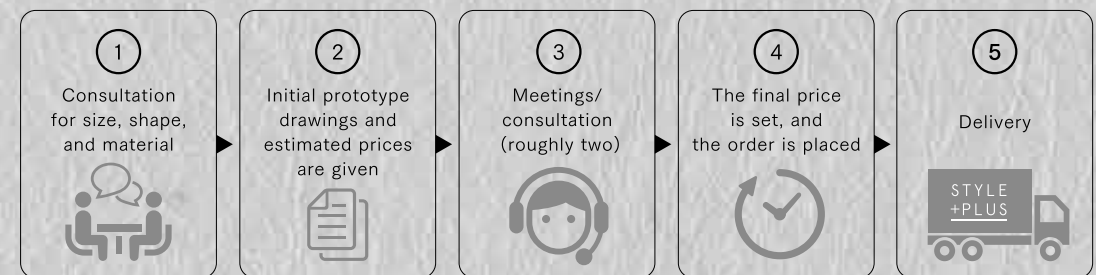 1
Consultation
for size, shape,
and material
2
Initial prototype
drawings and
estimated prices
are given
3
Meetings/
consultation
(roughly two)
4
The final price
is set, and
the order is placed
5
Delivery
STYLE
+PLUS